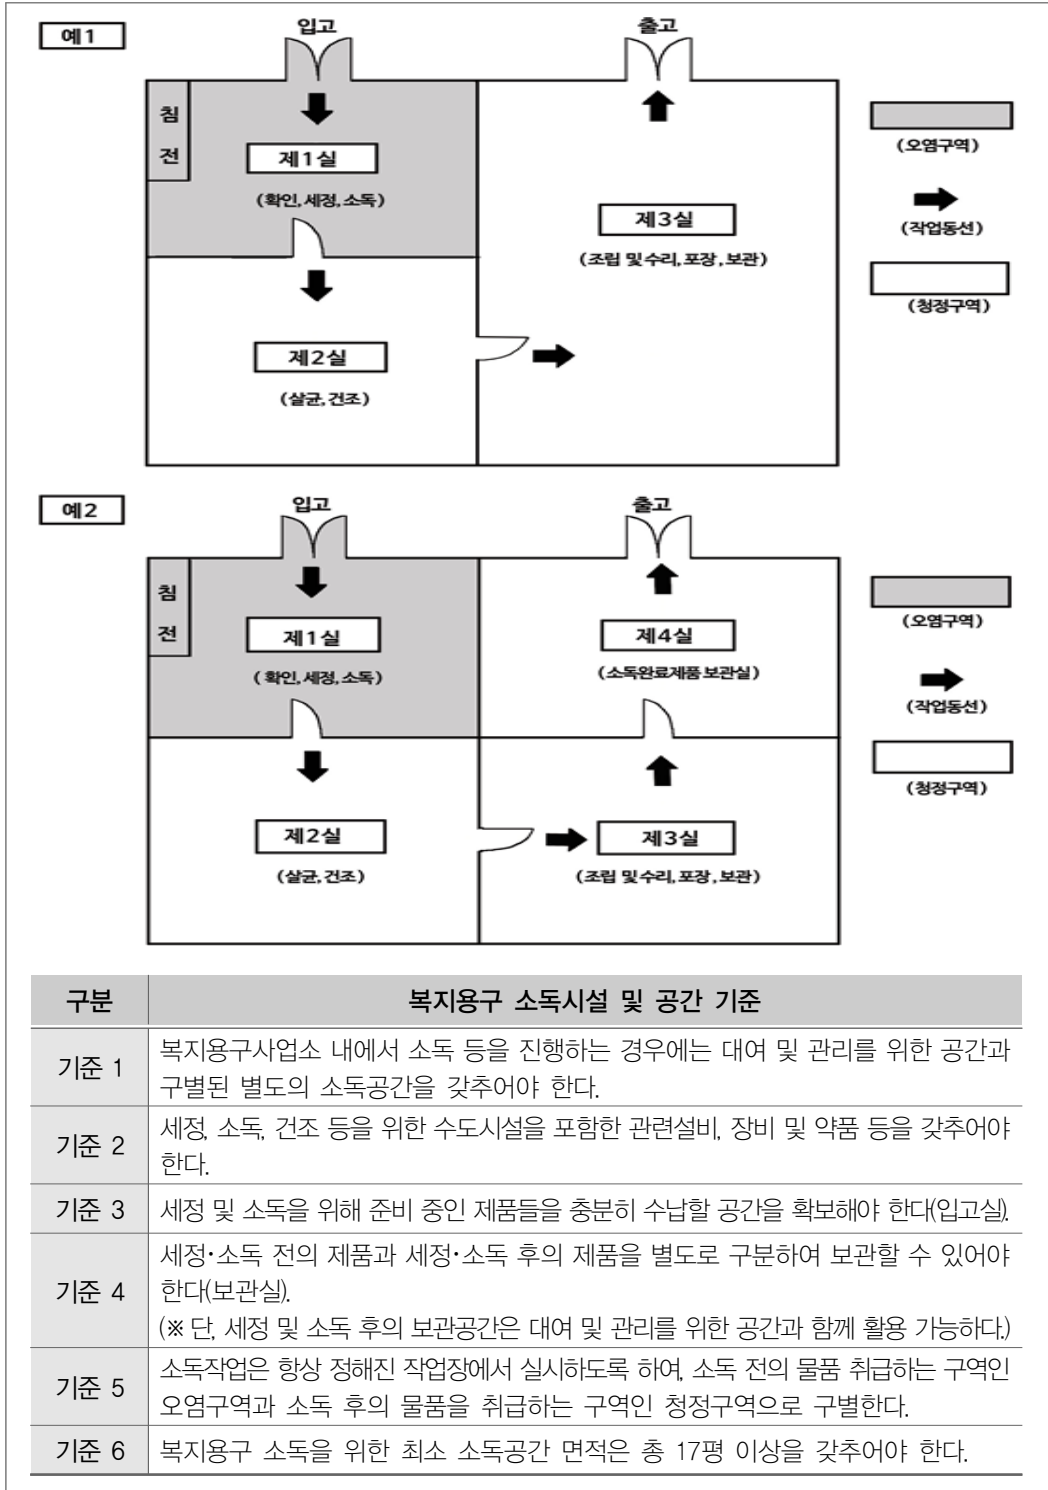 예1
입고
출고
침
전
제1실
(확인, 세정, 소독)
제2실
(살균, 건조)
제3실
(조립 및 수리, 포장, 보관)
(오염구역)
(작업동선)
(청정구역)
예2
입고
출고
침
전
제1실
(확인, 세정, 소독)
제4실
(소독완료제품 보관실)
제2실
(살균, 건조)
제3실
(조립 및 수리, 포장, 보관)
(오염구역)
(작업동선)
(청정구역)
구분 복지용구 소독시설 및 공간 기준
기준 1 복지용구사업소 내에서 소독 등을 진행하는 경우에는 대여 및 관리를 위한 공간과
구별된 별도의 소독공간을 갖추어야 한다.
기준 2 세정, 소독, 건조 등을 위한 수도시설을 포함한 관련설비, 장비 및 약품 등을 갖추어야
한다.
기준 3 세정 및 소독을 위해 준비 중인 제품들을 충분히 수납할 공간을 확보해야 한다(입고실).
기준 4 세정·소독 전의 제품과 세정·소독 후의 제품을 별도로 구분하여 보관할 수 있어야
한다(보관실).
(※ 단, 세정 및 소독 후의 보관공간은 대여 및 관리를 위한 공간과 함께 활용 가능하다.)
기준 5 소독작업은 항상 정해진 작업장에서 실시하도록 하여, 소독 전의 물품 취급하는 구역인
오염구역과 소독 후의 물품을 취급하는 구역인 청정구역으로 구별한다.
기준 6 복지용구 소독을 위한 최소 소독공간 면적은 총 17평 이상을 갖추어야 한다.